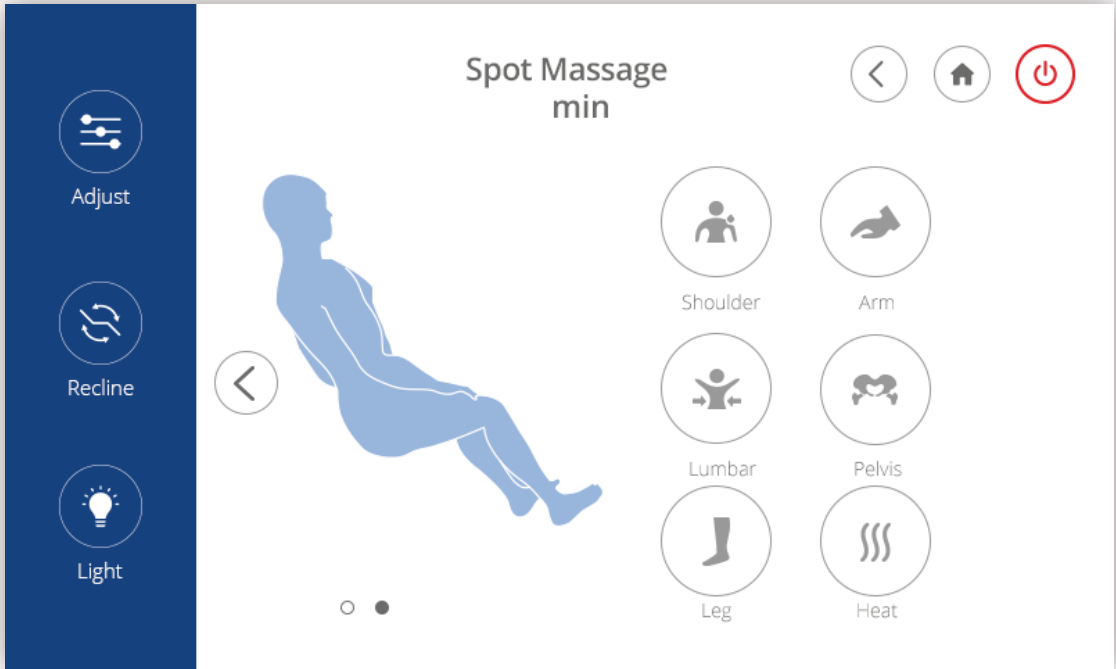 Spot Massage
min
Adjust
Recline
Light
Shoulder
Arm
Lumbar
Pelvis
Leg
Heat